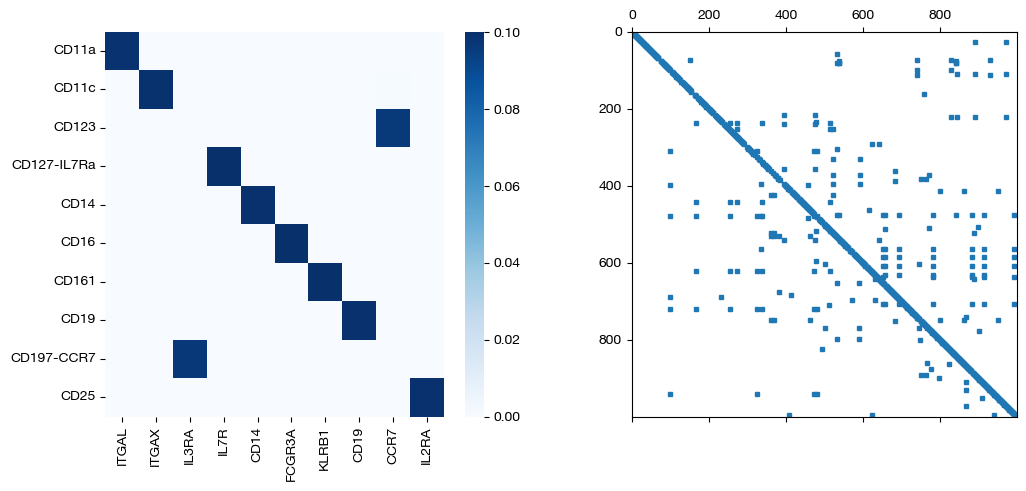 CD11a
CD11c
CD123
CD127-IL7Ra
CD14
CD16
CD161
CD19
CD197-CCR7
CD25
ITGAL
ITGAX
IL3RA
IL7R
CD14
FCGR3A
KLRB1
CD19
CCR7
IL2RA
0.10
0.08
0.06
0.04
0.02
0.00
0 200 400 600 800
0
200
400
600
800